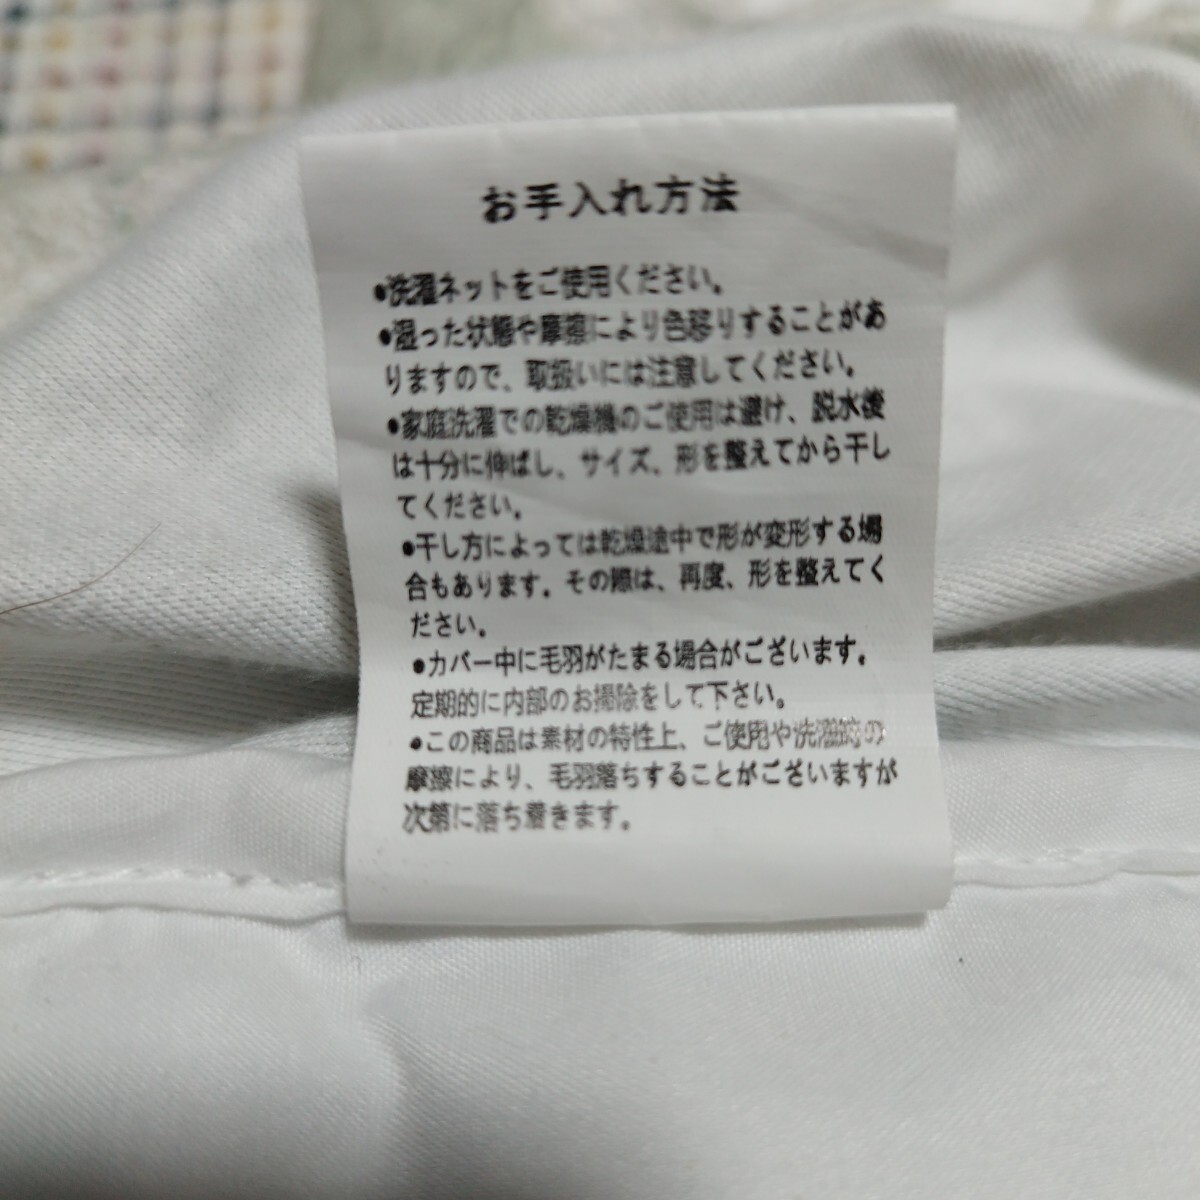 お手入れ方法
●洗濯ネットをご使用ください。
●湿った状態や摩擦により色移りすることがあ
りますので、取扱いには注意してください。
●家庭洗濯での乾燥機のご使用は避け、脱水後
は十分に伸ばし、サイズ、形を整えてから干し
てください。
●干し方によっては乾燥途中で形が変形する場
合もあります。その際は、再度、形を整えてく
ださい。
●カバー中に毛羽がたまる場合がございます。
定期的に内部のお掃除をして下さい。
●この商品は素材の特性上、ご使用や洗濯時の
摩擦により、毛羽落ちすることがございますが
次第に落ち着きます。